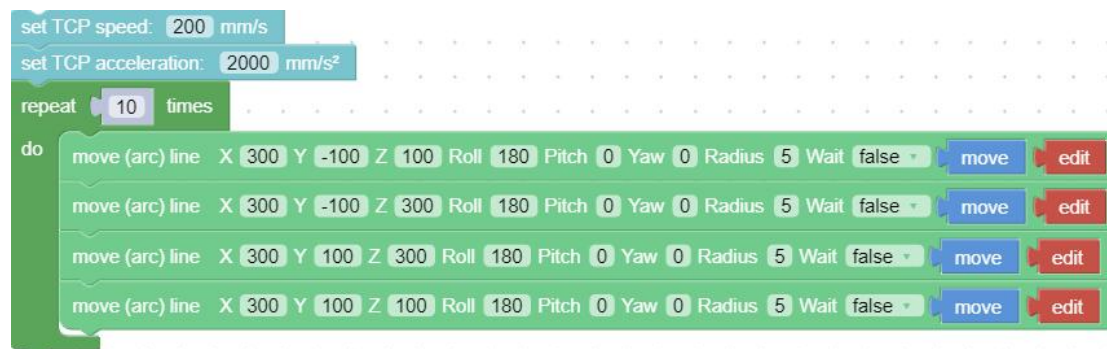 set TCP speed: 200 mm/s
set TCP acceleration: 2000 mm/s²
repeat 10 times
do move (arc) line X 300 Y -100 Z 100 Roll 180 Pitch 0 Yaw 0 Radius 5 Wait false move edit
move (arc) line X 300 Y -100 Z 300 Roll 180 Pitch 0 Yaw 0 Radius 5 Wait false move edit
move (arc) line X 300 Y 100 Z 300 Roll 180 Pitch 0 Yaw 0 Radius 5 Wait false move edit
move (arc) line X 300 Y 100 Z 100 Roll 180 Pitch 0 Yaw 0 Radius 5 Wait false move edit